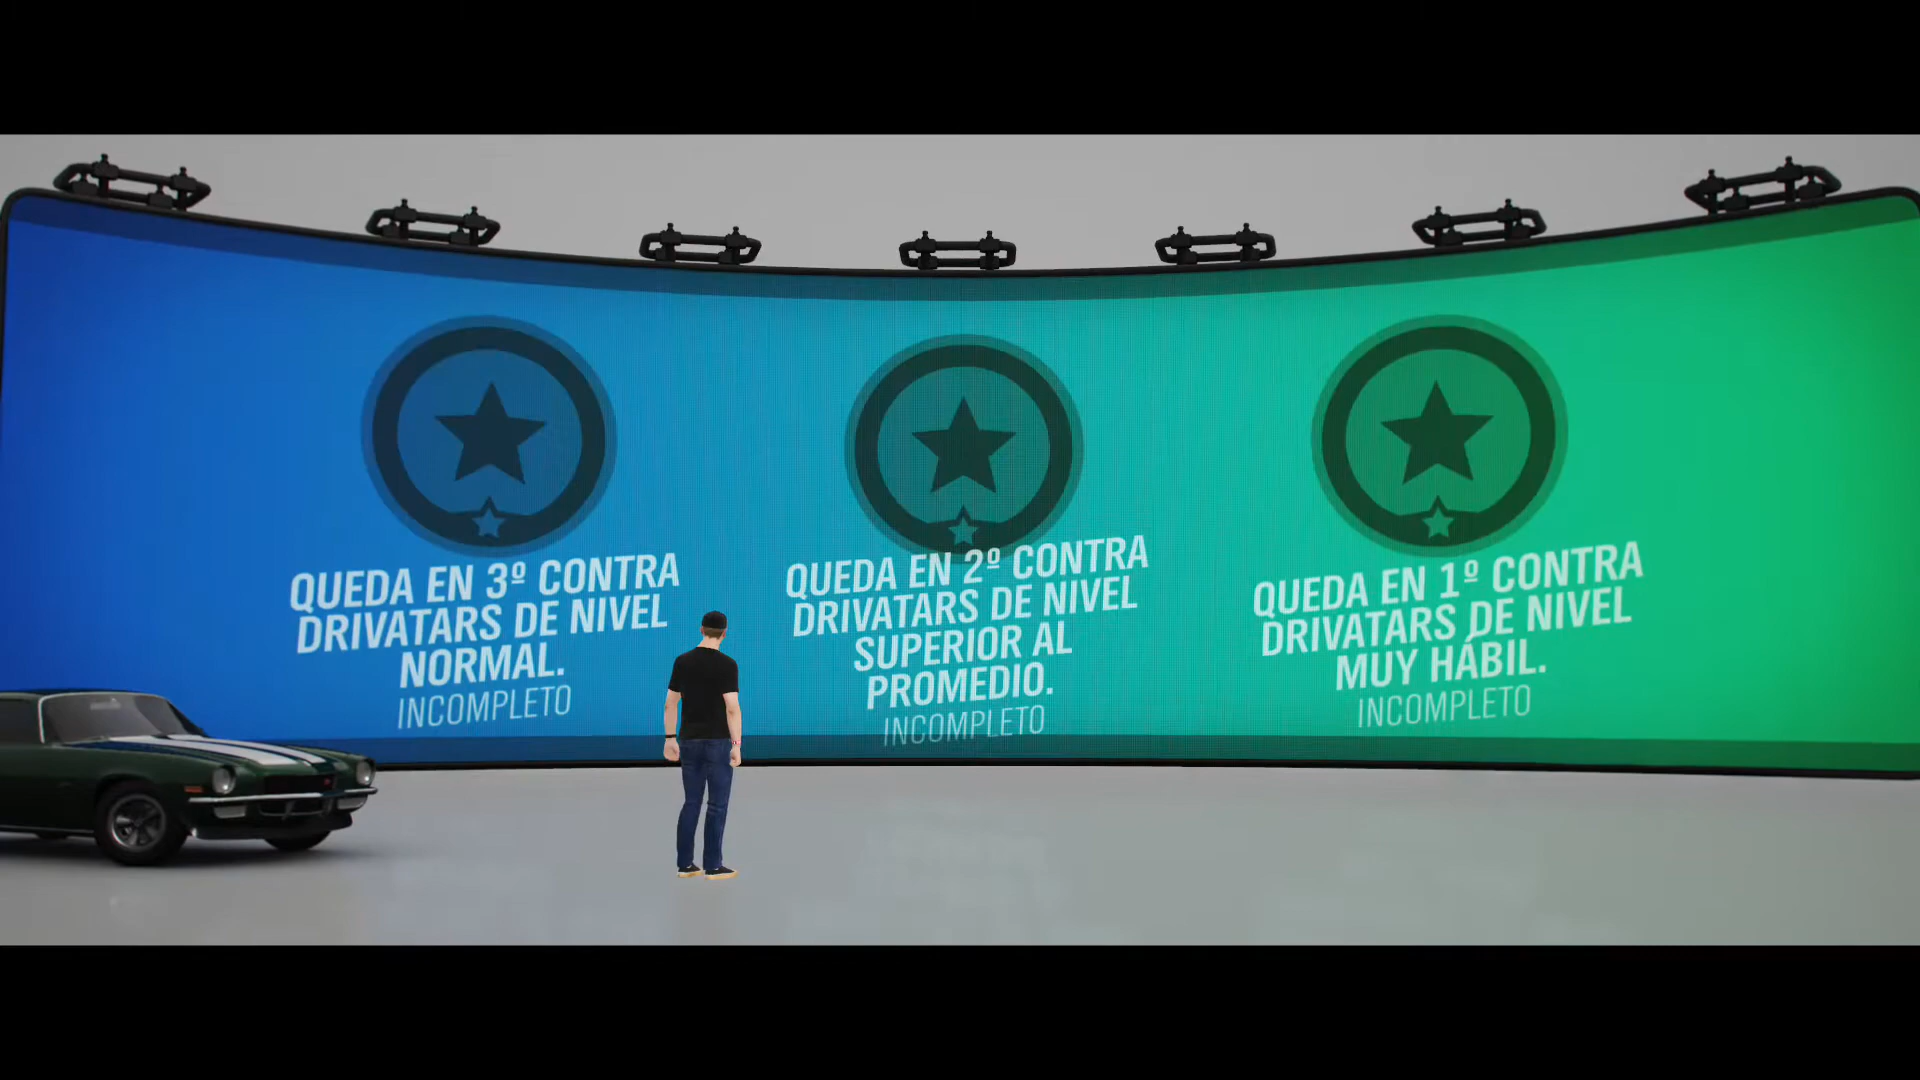 QUEDA EN 3º CONTRA
DRIVATARS DE NIVEL
NORMAL.
INCOMPLETO
QUEDA EN 2º CONTRA
DRIVATARS DE NIVEL
SUPERIOR AL
PROMEDIO.
INCOMPLETO
QUEDA EN 1º CONTRA
DRIVATARS DE NIVEL
MUY HÁBIL.
INCOMPLETO